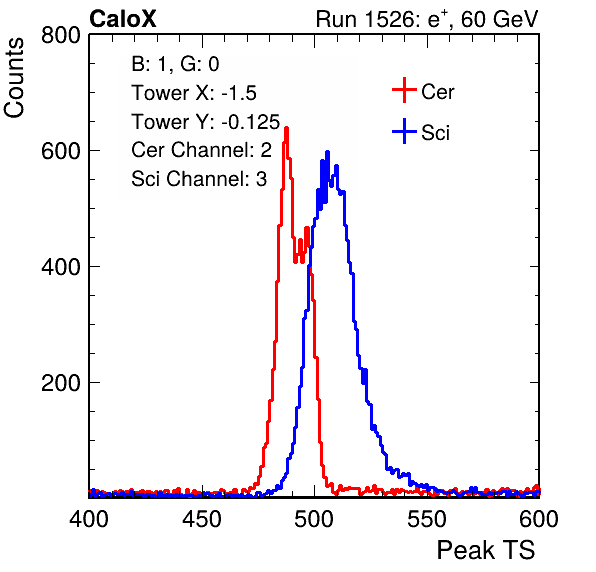 CaloX
Run 1526: e+, 60 GeV
Counts
800
600
400
200
B: 1, G: 0
Tower X: -1.5
Tower Y: -0.125
Cer Channel: 2
Sci Channel: 3
Cer
Sci
400 450 500 550 600
Peak TS